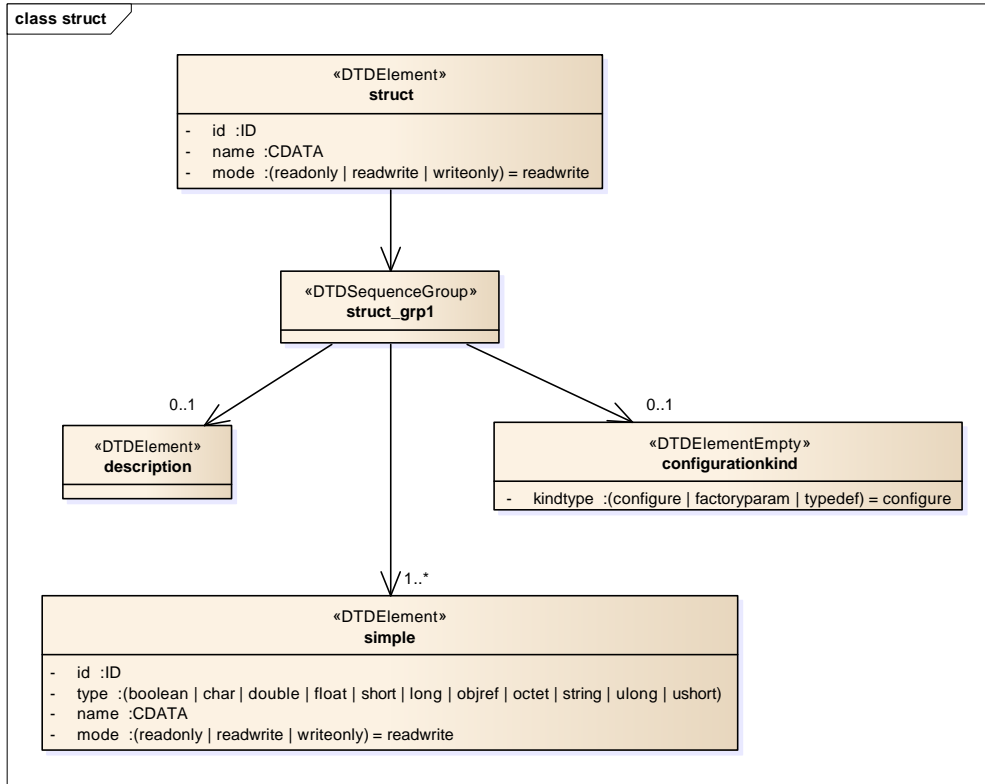 class struct
«DTDElement»
struct
- id :ID
- name :CDATA
- mode :(readonly | readwrite | writeonly) = readwrite
«DTDSequenceGroup»
struct_grp1
0..1
0..1
«DTDElement»
description
«DTDElementEmpty»
configurationkind
- kindtype :(configure | factoryparam | typedef) = configure
1..*
«DTDElement»
simple
- id :ID
- type :(boolean | char | double | float | short | long | objref | octet | string | ulong | ushort)
- name :CDATA
- mode :(readonly | readwrite | writeonly) = readwrite